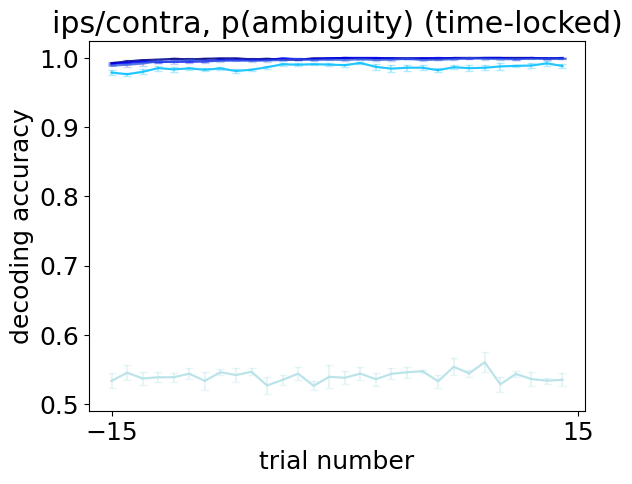 ips/contra, p(ambiguity) (time-locked)
1.0
0.9
0.8
0.7
0.6
0.5
decoding accuracy
−15
15
trial number